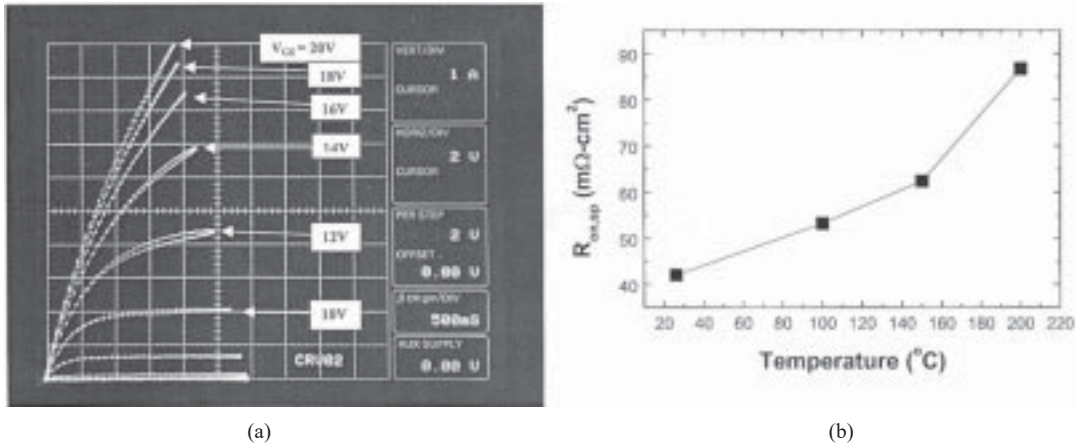 V_GS = 20V
18V
16V
14V
12V
10V
VERT/DIV
1 A
CURSOR
HORIZ/DIV
2 V
CURSOR
PER STEP
2 V
OFFSET
0.00 V
500mS
AUX SUPPLY
0.00 V
CRV02
90
80
70
60
50
40
R_on,sp (mΩ-cm²)
20 40 60 80 100 120 140 160 180 200 220
Temperature (°C)
(a)
(b)